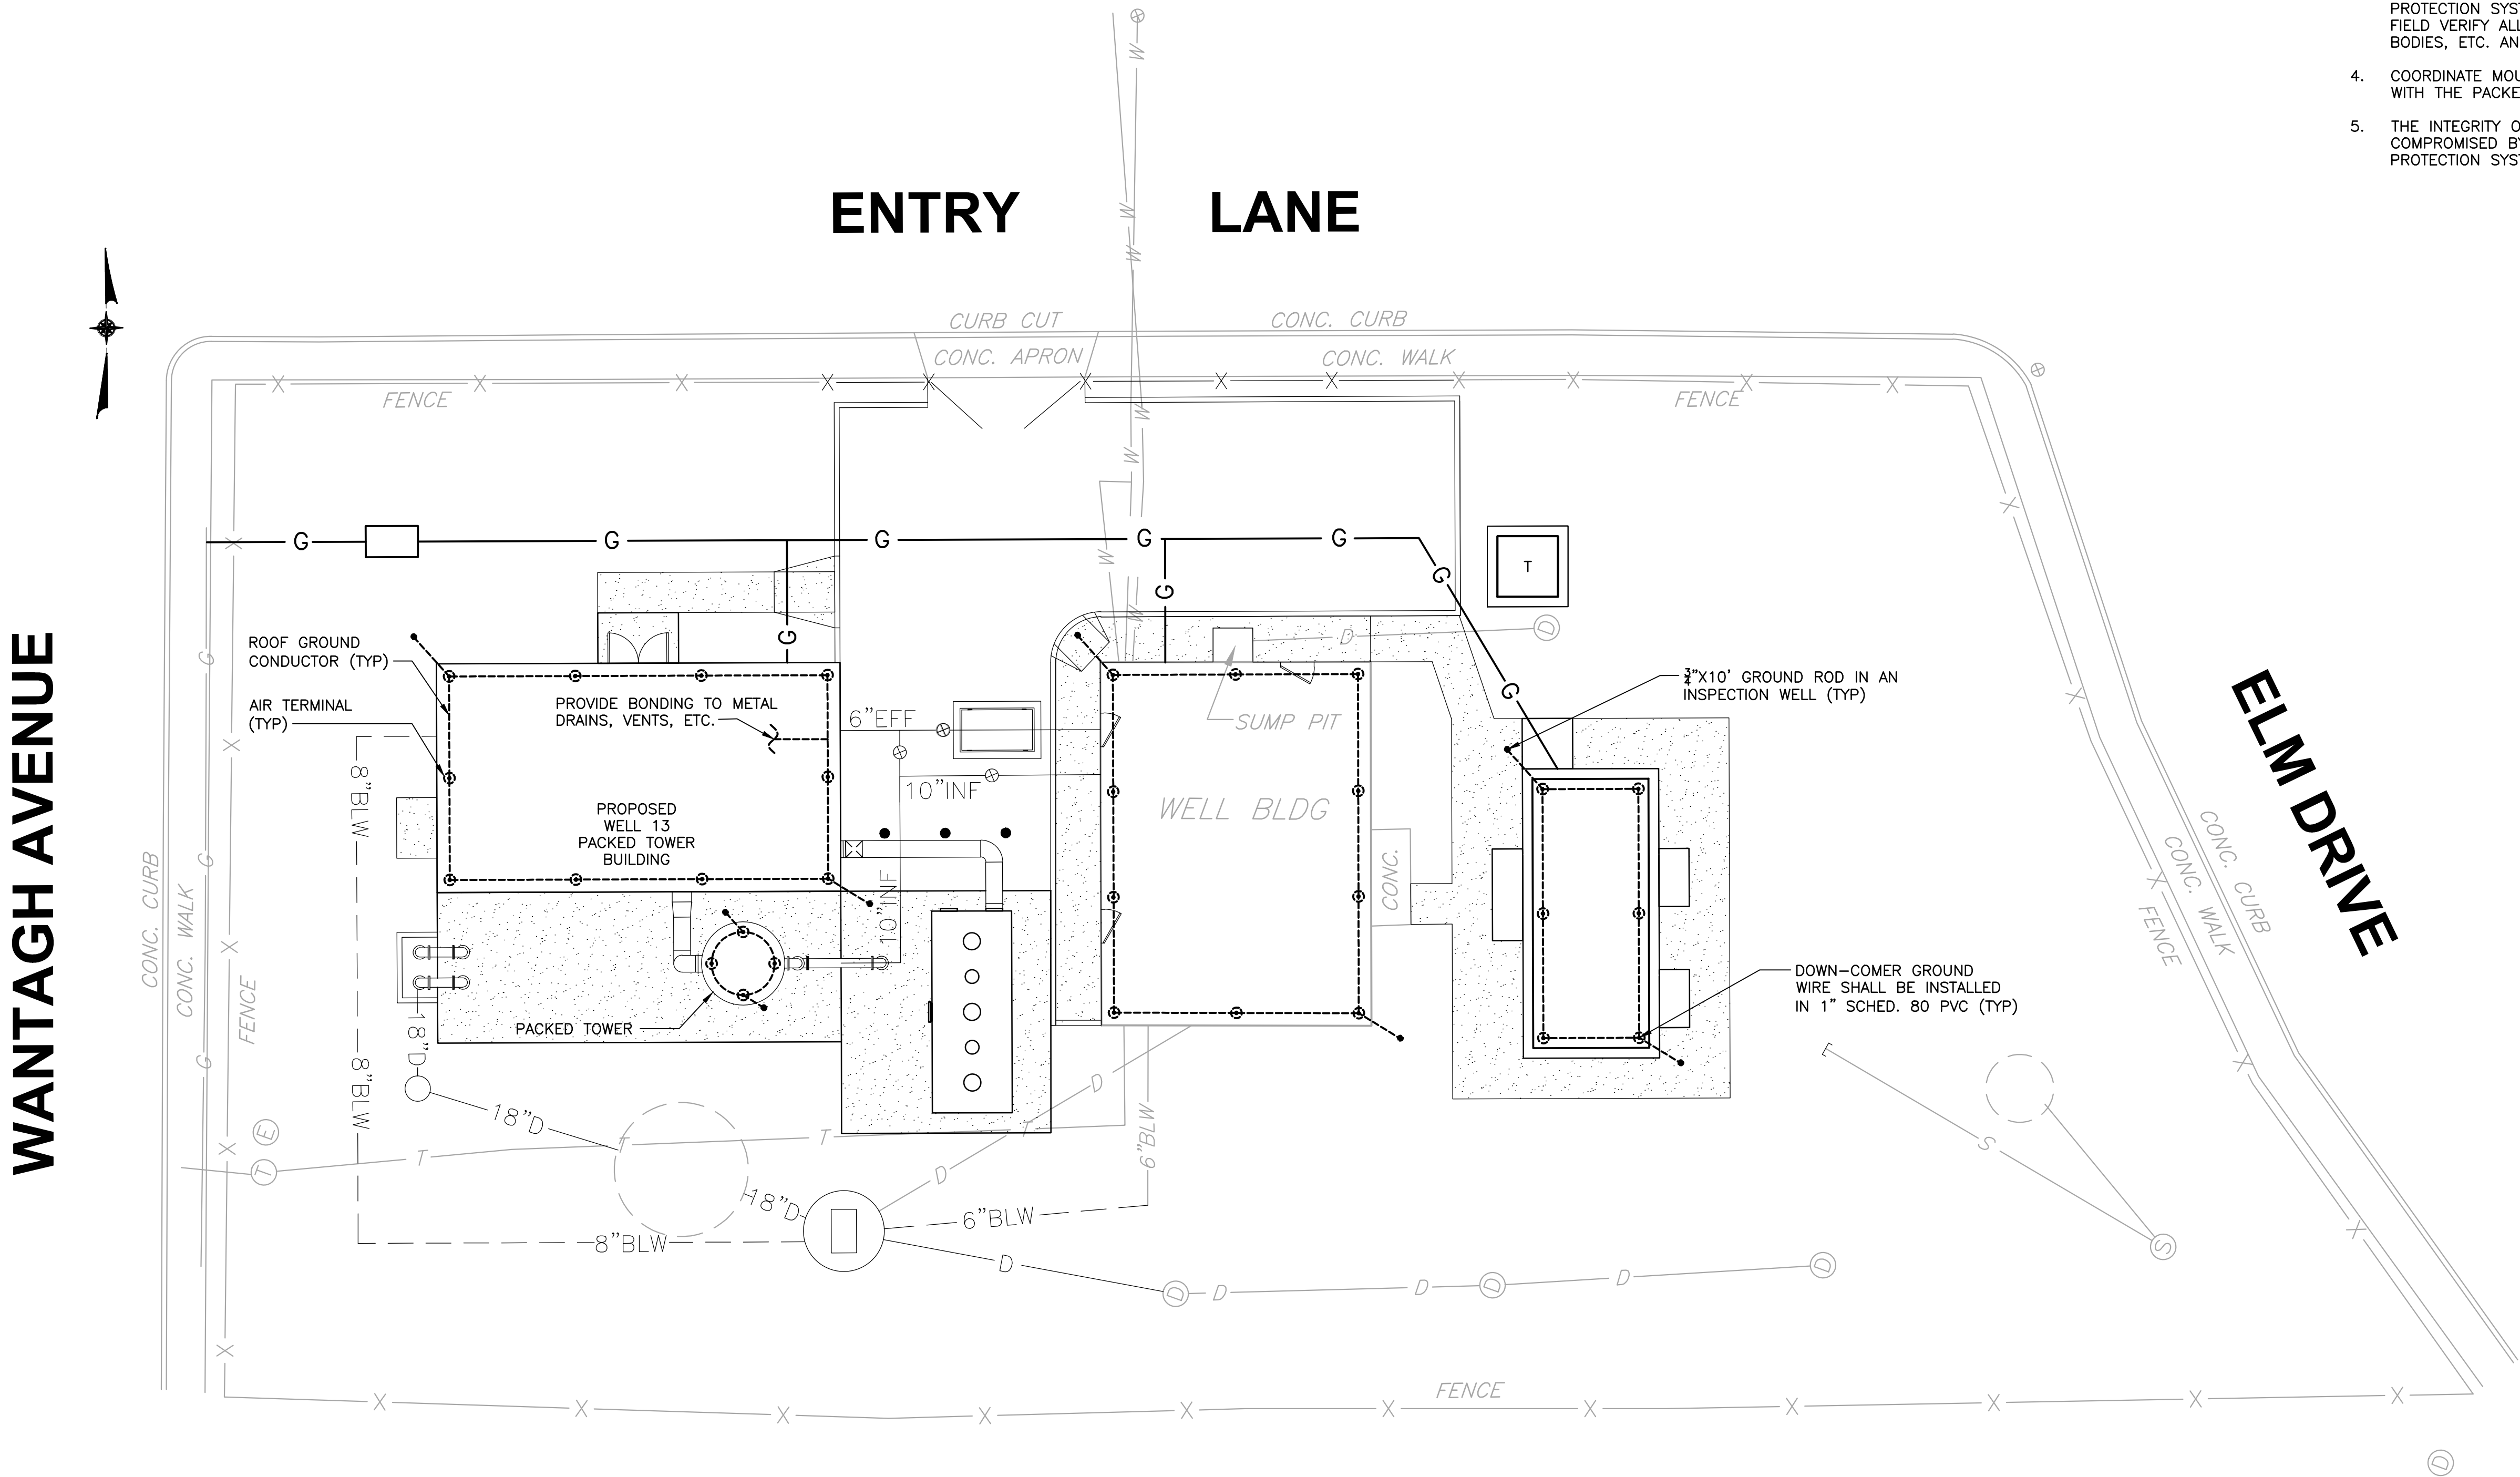 PROTECTION SYS
FIELD VERIFY ALL
BODIES, ETC. AN
4. COORDINATE MOU
WITH THE PACKE
5. THE INTEGRITY O
COMPROMISED BY
PROTECTION SYS
ENTRY LANE
WANTAGH AVENUE
ELM DRIVE
W
W
W
W
W
W
W
W
CURB CUT
CONC. CURB
CONC. APRON
CONC. WALK
FENCE
FENCE
G
G
G
G
G
G
G
G
G
T
D
D
ROOF GROUND
CONDUCTOR (TYP)
AIR TERMINAL
(TYP)
PROVIDE BONDING TO METAL
DRAINS, VENTS, ETC.
6"EFF
10"INF
SUMP PIT
3/4"X10' GROUND ROD IN AN
INSPECTION WELL (TYP)
PROPOSED
WELL 13
PACKED TOWER
BUILDING
WELL BLDG
CONC.
10"INF
8"BLW
8"BLW
CONC. CURB
CONC. WALK
FENCE
G
G
G
PACKED TOWER
18"D
DOWN-COMER GROUND
WIRE SHALL BE INSTALLED
IN 1" SCHED. 80 PVC (TYP)
CONC. CURB
CONC. WALK
FENCE
E
T
T
T
T
T
18"D
18"D
D
D
6"BLW
6"BLW
8"BLW
D
D
D
D
D
D
D
S
S
FENCE
D